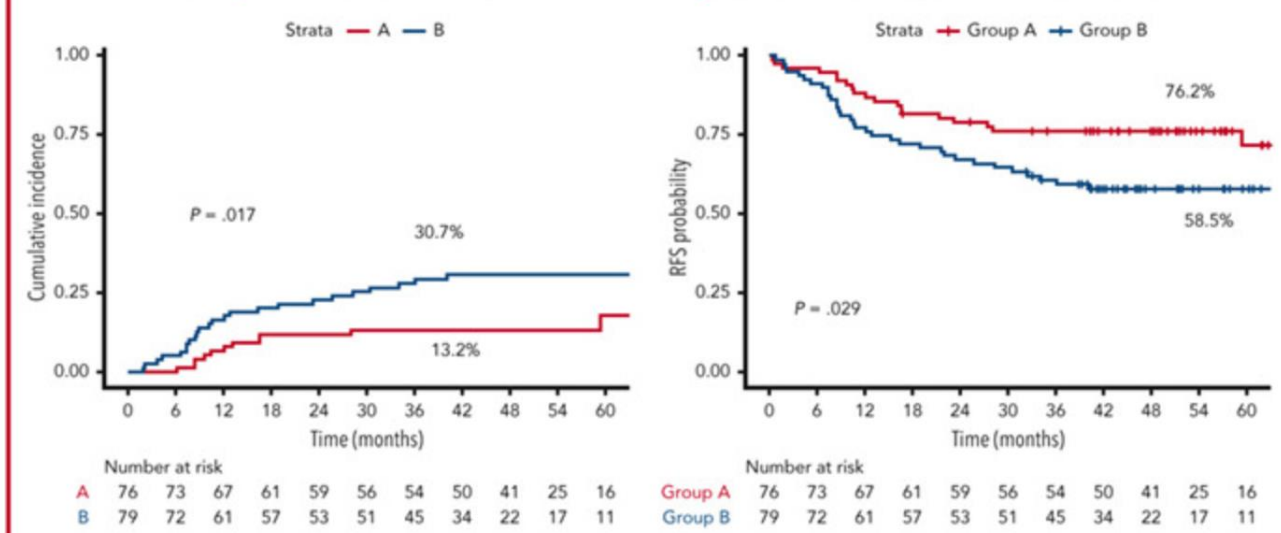 Strata A B
1.00
0.75
0.50
0.25
0.00
Cumulative incidence
P = .017
30.7%
13.2%
0 6 12 18 24 30 36 42 48 54 60
Time (months)
Number at risk
A 76 73 67 61 59 56 54 50 41 25 16
B 79 72 61 57 53 51 45 34 22 17 11
Strata Group A Group B
1.00
0.75
0.50
0.25
0.00
RFS probability
76.2%
58.5%
P = .029
0 6 12 18 24 30 36 42 48 54 60
Time (months)
Number at risk
Group A 76 73 67 61 59 56 54 50 41 25 16
Group B 79 72 61 57 53 51 45 34 22 17 11